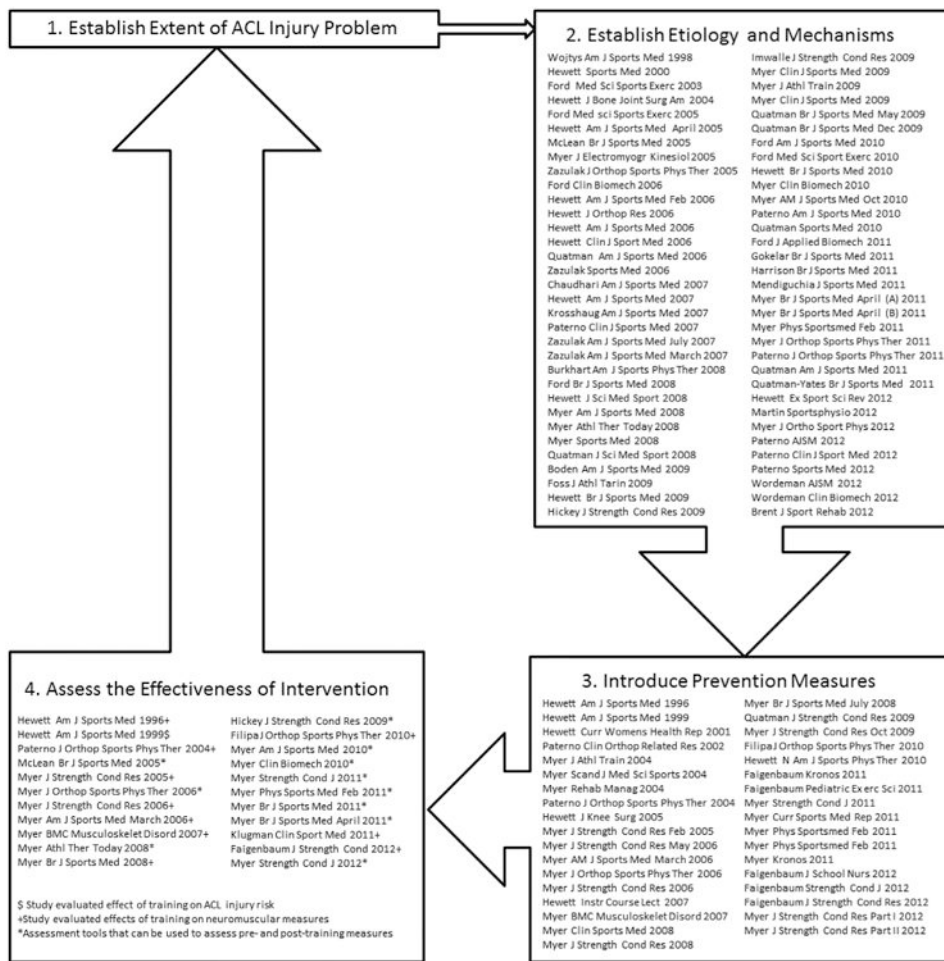 1. Establish Extent of ACL Injury Problem
2. Establish Etiology and Mechanisms
Wojtys Am J Sports Med 1998
Hewett Sports Med 2000
Ford Med Sci Sports Exerc 2003
Hewett J Bone Joint Surg Am 2004
Ford Med sci Sports Exerc 2005
Hewett Am J Sports Med April 2005
McLean Br J Sports Med 2005
Myer J Electromyogr Kinesiol 2005
Zazulak J Orthop Sports Phys Ther 2005
Ford Clin Biomech 2006
Hewett Am J Sports Med Feb 2006
Hewett J Orthop Res 2006
Hewett Am J Sports Med 2006
Hewett Clin J Sport Med 2006
Quatman Am J Sports Med 2006
Zazulak Sports Med 2006
Chaudhari Am J Sports Med 2007
Hewett Am J Sports Med 2007
Krosshaug Am J Sports Med 2007
Paterno Clin J Sports Med 2007
Zazulak Am J Sports Med July 2007
Zazulak Am J Sports Med March 2007
Burkhart Am J Sports Phys Ther 2008
Ford Br J Sports Med 2008
Hewett J Sci Med Sport 2008
Myer Am J Sports Med 2008
Myer Athl Ther Today 2008
Myer Sports Med 2008
Quatman J Sci Med Sport 2008
Boden Am J Sports Med 2009
Foss J Athl Tarin 2009
Hewett Br J Sports Med 2009
Hickey J Strength Cond Res 2009
Imwalle J Strength Cond Res 2009
Myer Clin J Sports Med 2009
Myer J Athl Train 2009
Myer Clin J Sports Med 2009
Quatman Br J Sports Med May 2009
Quatman Br J Sports Med Dec 2009
Ford Am J Sports Med 2010
Ford Med Sci Sport Exerc 2010
Hewett Br J Sports Med 2010
Myer Clin Biomech 2010
Myer AM J Sports Med Oct 2010
Paterno Am J Sports Med 2010
Quatman Sports Med 2010
Ford J Applied Biomech 2011
Gokelar Br J Sports Med 2011
Harrison Br J Sports Med 2011
Mendiguchia J Sports Med 2011
Myer Br J Sports Med April (A) 2011
Myer Br J Sports Med April (B) 2011
Myer Phys Sportsmed Feb 2011
Myer J Orthop Sports Phys Ther 2011
Paterno J Orthop Sports Phys Ther 2011
Quatman Am J Sports Med 2011
Quatman-Yates Br J Sports Med 2011
Hewett Ex Sport Sci Rev 2012
Martin Sportsphysio 2012
Myer J Ortho Sport Phys 2012
Paterno AJSM 2012
Paterno Clin J Sport Med 2012
Paterno Sports Med 2012
Wordeman AJSM 2012
Wordeman Clin Biomech 2012
Brent J Sport Rehab 2012
3. Introduce Prevention Measures
Hewett Am J Sports Med 1996
Hewett Am J Sports Med 1999
Hewett Curr Womens Health Rep 2001
Paterno Clin Orthop Related Res 2002
Myer J Athl Train 2004
Myer Scand J Med Sci Sports 2004
Myer Rehab Manag 2004
Paterno J Orthop Sports Phys Ther 2004
Hewett J Knee Surg 2005
Myer J Strength Cond Res Feb 2005
Myer J Strength Cond Res May 2006
Myer AM J Sports Med March 2006
Myer J Orthop Sports Phys Ther 2006
Myer J Strength Cond Res 2006
Hewett Instr Course Lect 2007
Myer BMC Musculoskelet Disord 2007
Myer Clin Sports Med 2008
Myer J Strength Cond Res 2008
Myer Br J Sports Med July 2008
Quatman J Strength Cond Res 2009
Myer J Strength Cond Res Oct 2009
Filipa J Orthop Sports Phys Ther 2010
Hewett N Am J Sports Phys Ther 2010
Faigenbaum Kronos 2011
Faigenbaum Pediatric Exerc Sci 2011
Myer Strength Cond J 2011
Myer Curr Sports Med Rep 2011
Myer Phys Sportsmed Feb 2011
Myer Phys Sportsmed Feb 2011
Myer Kronos 2011
Faigenbaum J School Nurs 2012
Faigenbaum Strength Cond J 2012
Faigenbaum J Strength Cond Res 2012
Myer J Strength Cond Res Part I 2012
Myer J Strength Cond Res Part II 2012
4. Assess the Effectiveness of Intervention
Hewett Am J Sports Med 1996+
Hewett Am J Sports Med 1999$
Paterno J Orthop Sports Phys Ther 2004+
McLean Br J Sports Med 2005*
Myer J Strength Cond Res 2005+
Myer J Orthop Sports Phys Ther 2006*
Myer J Strength Cond Res 2006+
Myer Am J Sports Med March 2006+
Myer BMC Musculoskelet Disord 2007+
Myer Athl Ther Today 2008*
Myer Br J Sports Med 2008+
Hickey J Strength Cond Res 2009*
Filipa J Orthop Sports Phys Ther 2010+
Myer Am J Sports Med 2010*
Myer Clin Biomech 2010*
Myer Strength Cond J 2011*
Myer Phys Sports Med Feb 2011*
Myer Br J Sports Med 2011*
Myer Br J Sports Med April 2011*
Klugman Clin Sport Med 2011+
Faigenbaum J Strength Cond 2012+
Myer Strength Cond J 2012*
$ Study evaluated effect of training on ACL injury risk
+Study evaluated effects of training on neuromuscular measures
*Assessment tools that can be used to assess pre- and post-training measures